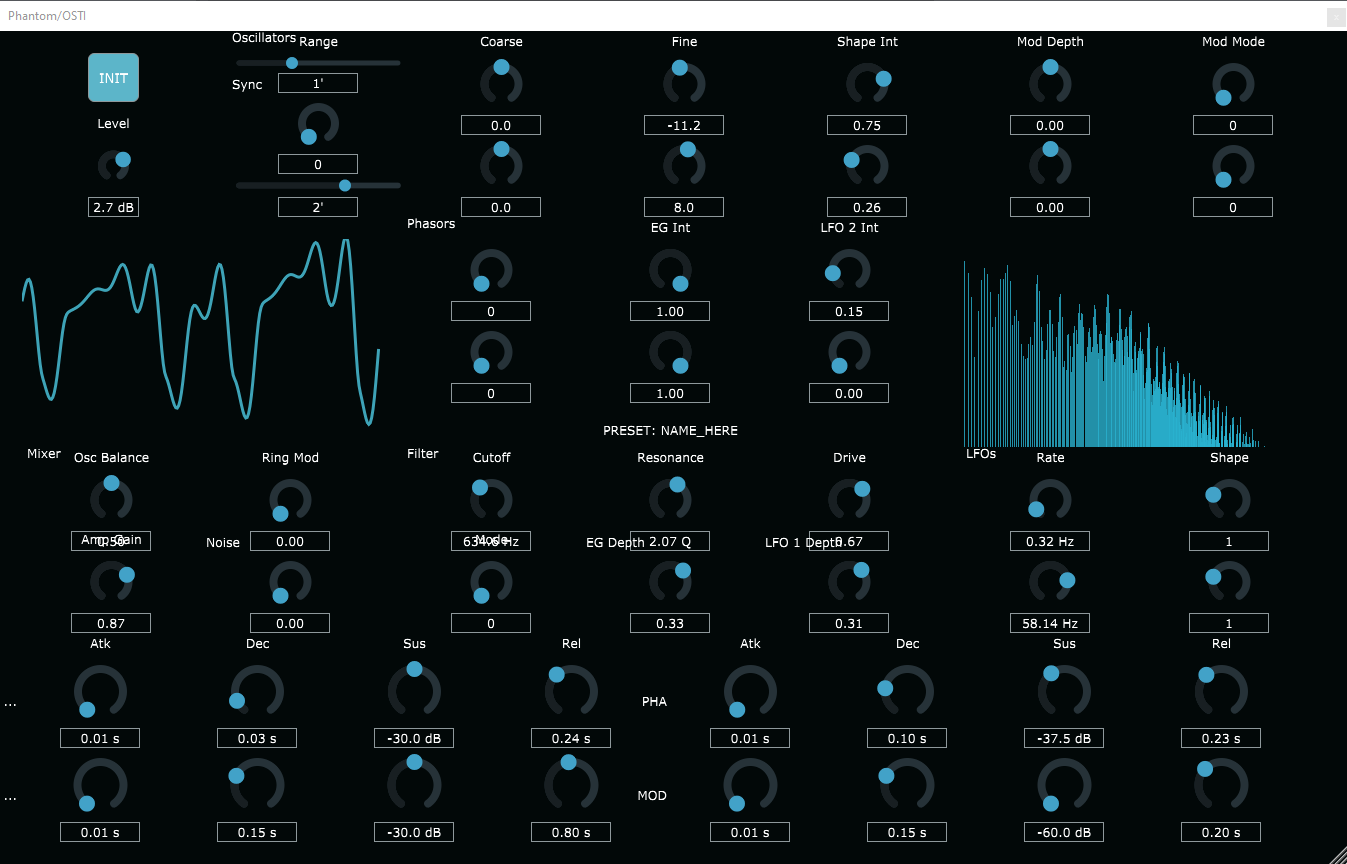 Phantom/OSTI
Oscillators Range Coarse Fine Shape Int Mod Depth Mod Mode
INIT
Sync 1'
Level
0.0 -11.2 0.75 0.00 0
0
2.7 dB 2' 0.0 8.0 0.26 0.00 0
Phasors EG Int LFO 2 Int
0 1.00 0.15
0 1.00 0.00
PRESET: NAME_HERE
Mixer Osc Balance Ring Mod Filter Cutoff Resonance Drive LFOs Rate Shape
0.50 0.00 634.6 Hz 2.07 Q 0.67 0.32 Hz 1
Amp Gain Noise Mode EG Depth LFO 1 Depth
0.87 0.00 0 0.33 0.31 58.14 Hz 1
Atk Dec Sus Rel Atk Dec Sus Rel
... PHA
0.01 s 0.03 s -30.0 dB 0.24 s 0.01 s 0.10 s -37.5 dB 0.23 s
... MOD
0.01 s 0.15 s -30.0 dB 0.80 s 0.01 s 0.15 s -60.0 dB 0.20 s